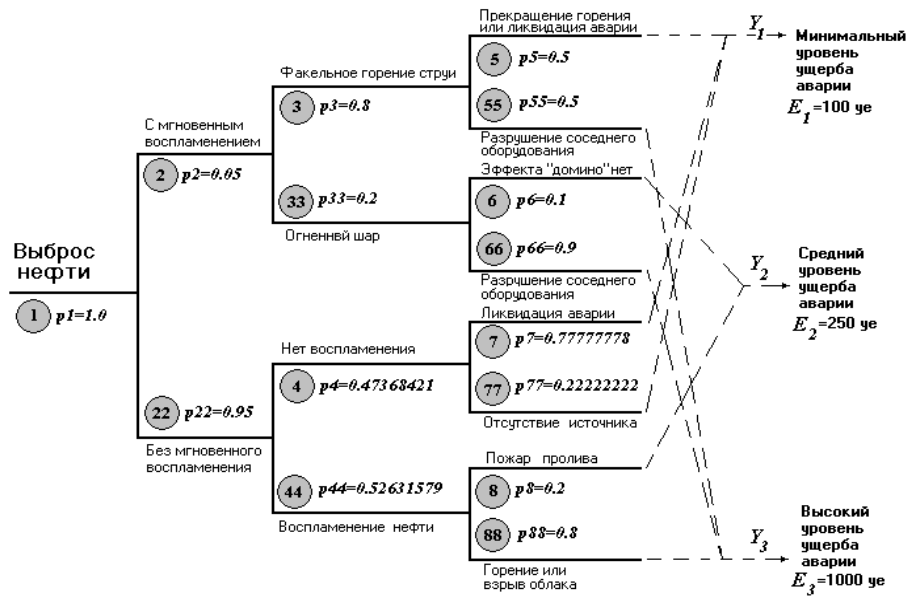 Прекращение горения
или ликвидация аварии
5 p5=0.5
55 p55=0.5
Разрушение соседнего
оборудования
Факельное горение струи
3 p3=0.8
С мгновенным
воспламенением
2 p2=0.05
33 p33=0.2
Огненнвй шар
Эффекта "домино"нет
6 p6=0.1
66 p66=0.9
Разрушение соседнего
оборудования
Выброс
нефти
1 p1=1.0
Ликвидация аварии
7 p7=0.77777778
77 p77=0.22222222
Отсутствие источника
Нет воспламенения
4 p4=0.47368421
22 p22=0.95
Без мгновенного
воспламенения
44 p44=0.52631579
Воспламенение нефти
Пожар пролива
8 p8=0.2
88 p88=0.8
Горение или
взрыв облака
Y1
Минимальный
уровень
ущерба
аварии
E1=100 уе
Y2
Средний
уровень
ущерба
аварии
E2=250 уе
Y3
Высокий
уровень
ущерба
аварии
E3=1000 уе